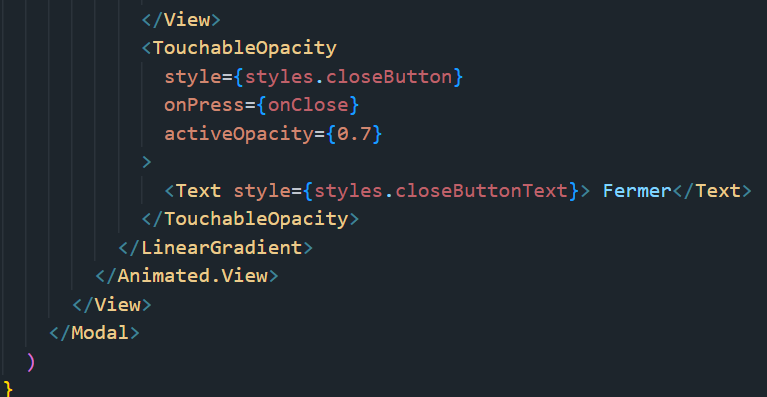 </View>
<TouchableOpacity
style={styles.closeButton}
onPress={onClose}
activeOpacity={0.7}
>
<Text style={styles.closeButtonText}> Fermer</Text>
</TouchableOpacity>
</LinearGradient>
</Animated.View>
</View>
</Modal>
)
}